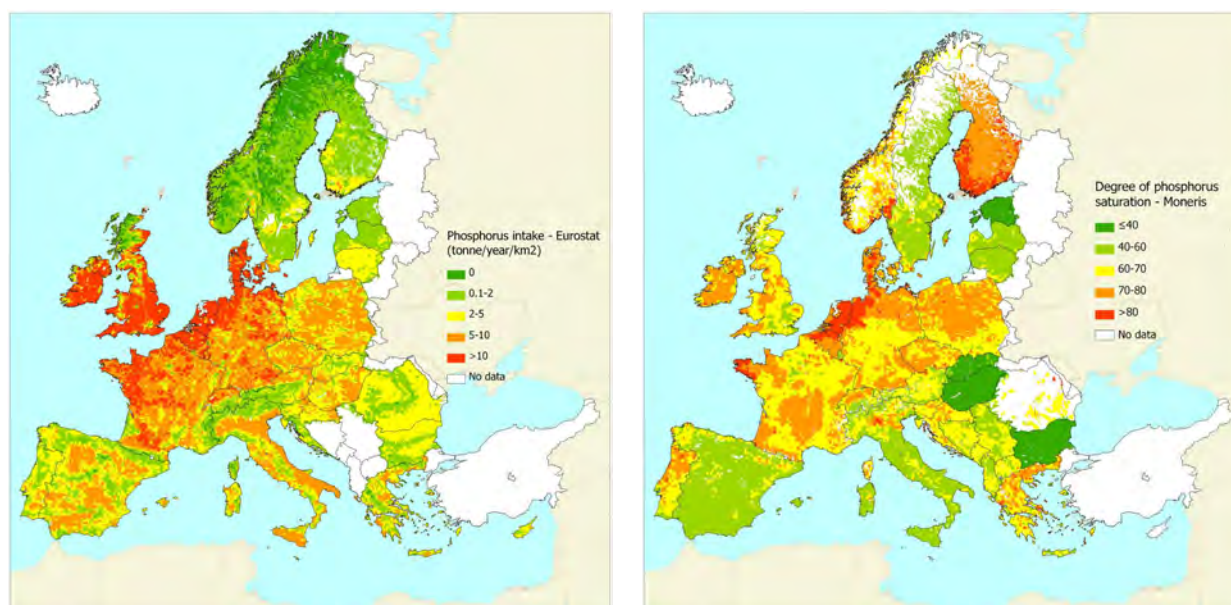 Phosphorus intake - Eurostat
(tonne/year/km2)
0
0.1-2
2-5
5-10
>10
No data
Degree of phosphorus
saturation - Moneris
≤40
40-60
60-70
70-80
>80
No data